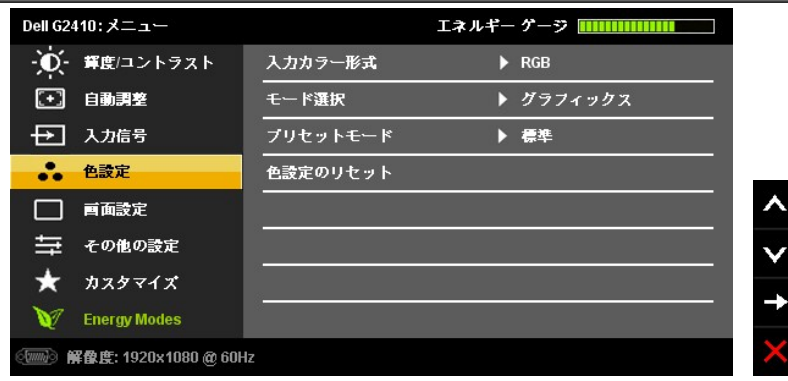 Dell G2410: メニュー
エネルギー ゲージ
輝度/コントラスト
自動調整
入力信号
色設定
画面設定
その他の設定
カスタマイズ
Energy Modes
入力カラー形式 RGB
モード選択 グラフィックス
プリセットモード 標準
色設定のリセット
解像度: 1920x1080 @ 60Hz